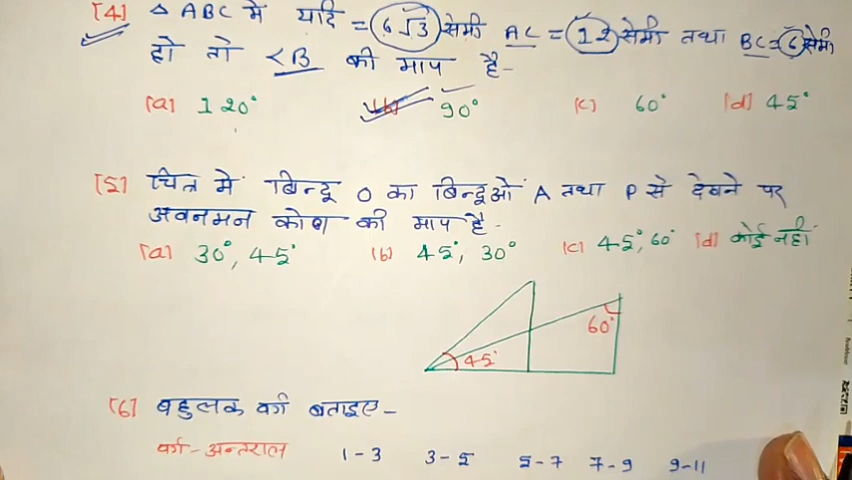 [4] △ ABC में यदि = 6√3 सेमी AC = 12 सेमी तथा BC = 6 सेमी
हो तो <B की माप है-
(a) 120° (b) 90° (c) 60° (d) 45°
[5] चित्र में बिन्दू O का बिन्दूओं A तथा P से देखने पर
अवनमन कोण की माप है-
(a) 30°, 45° (b) 45°, 30° (c) 45°, 60° (d) कोई नहीं
60°
45°
(6) बहुलक को बताइए-
वर्ग-अन्तराल 1-3 3-5 5-7 7-9 9-11